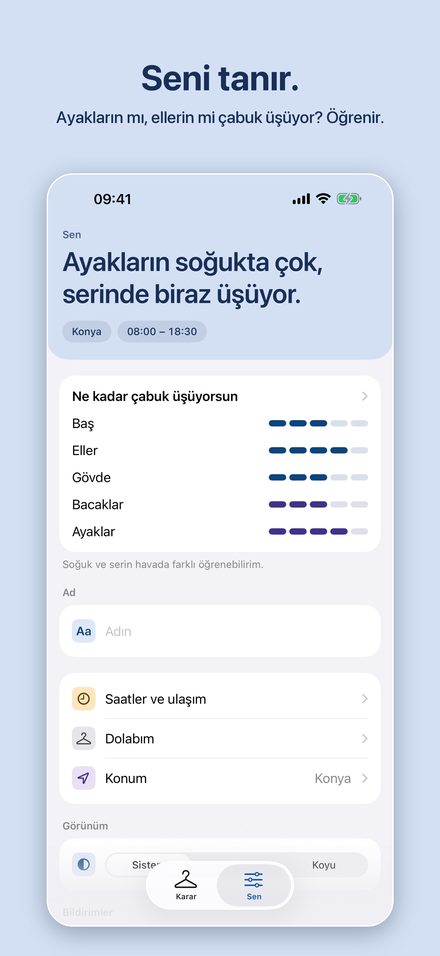 Seni tanır.
Ayakların mı, ellerin mi çabuk üşüyor? Öğrenir.
09:41
Sen
Ayakların soğukta çok,
serinde biraz üşüyor.
Konya 08:00 – 18:30
Ne kadar çabuk üşüyorsun
Baş
Eller
Gövde
Bacaklar
Ayaklar
Soğuk ve serin havada farklı öğrenebilirim.
Ad
Aa Adın
Saatler ve ulaşım
Dolabım
Konum Konya
Görünüm
Koyu
Karar Sen
Bildirimler